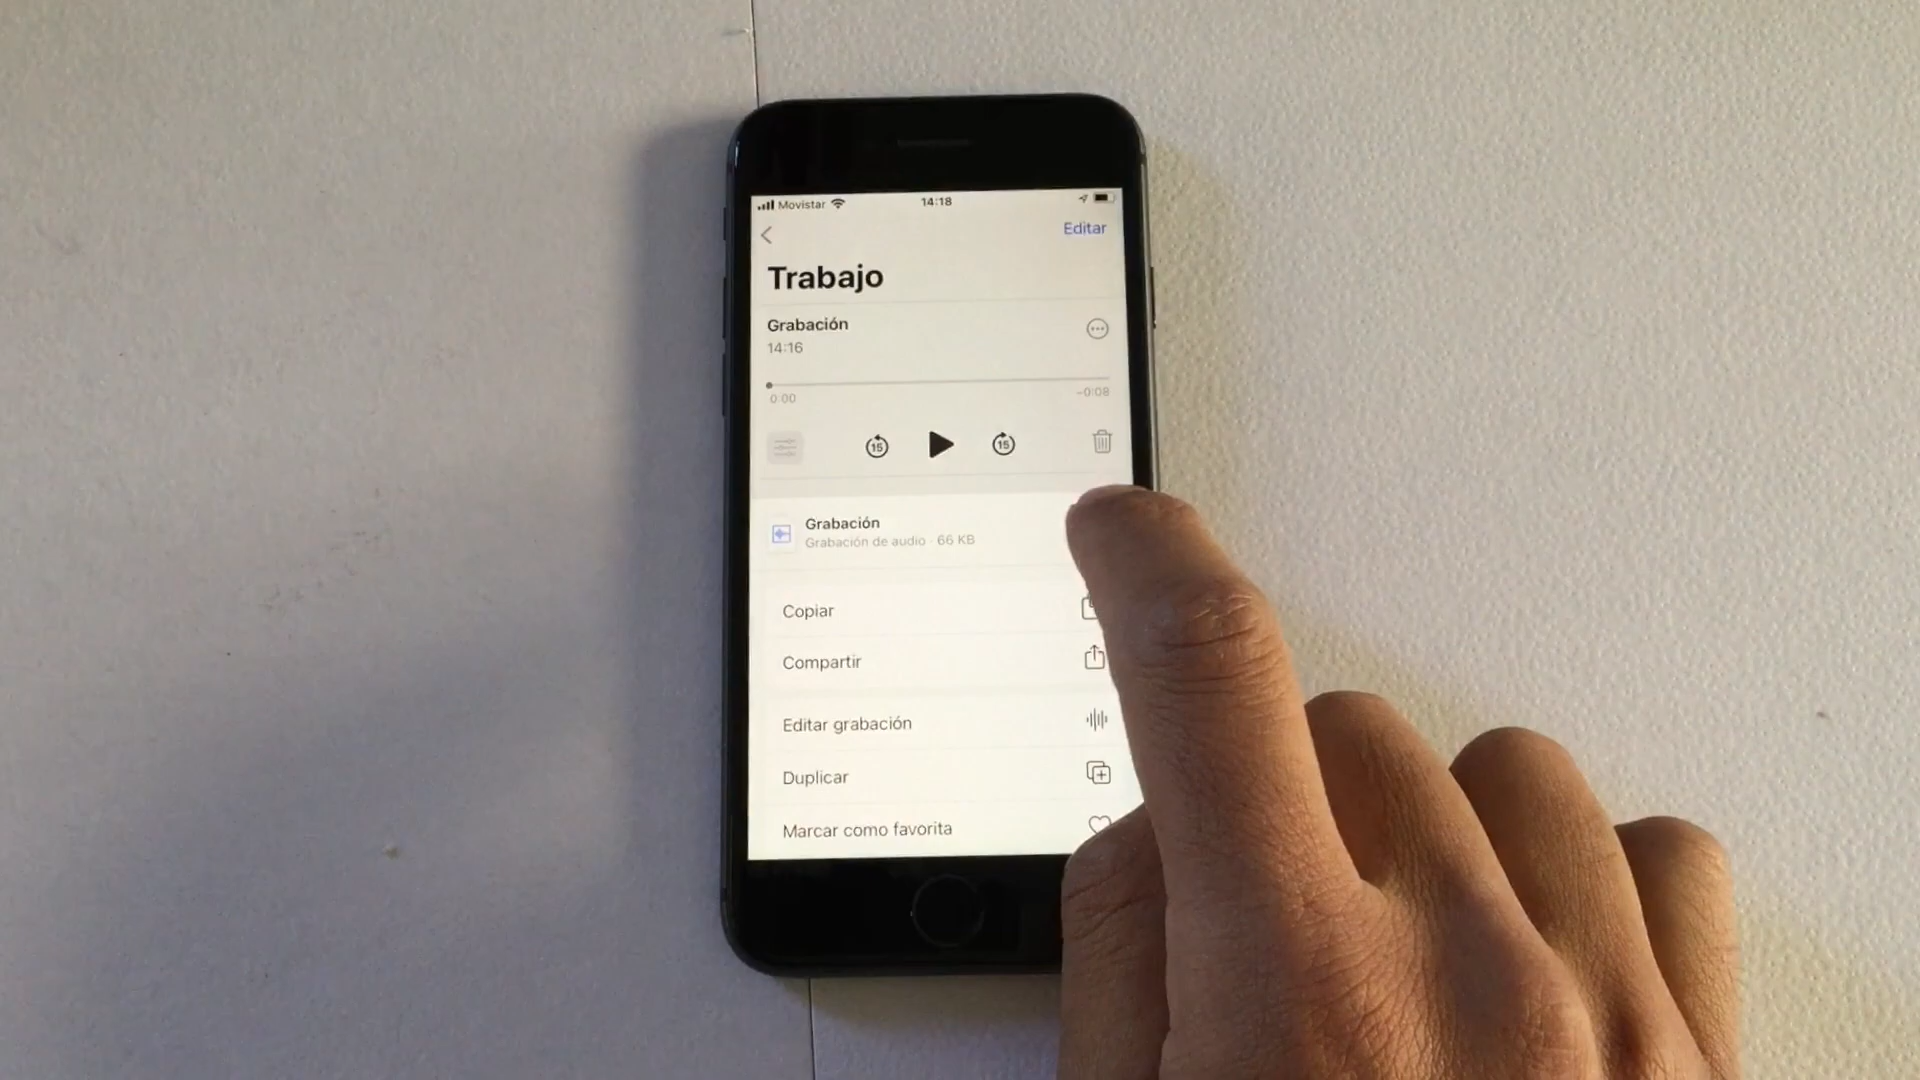 Movistar 14:18
Editar
Trabajo
Grabación
14:16
0:00 -0:08
15 15
Grabación
Grabación de audio · 66 KB
Copiar
Compartir
Editar grabación
Duplicar
Marcar como favorita